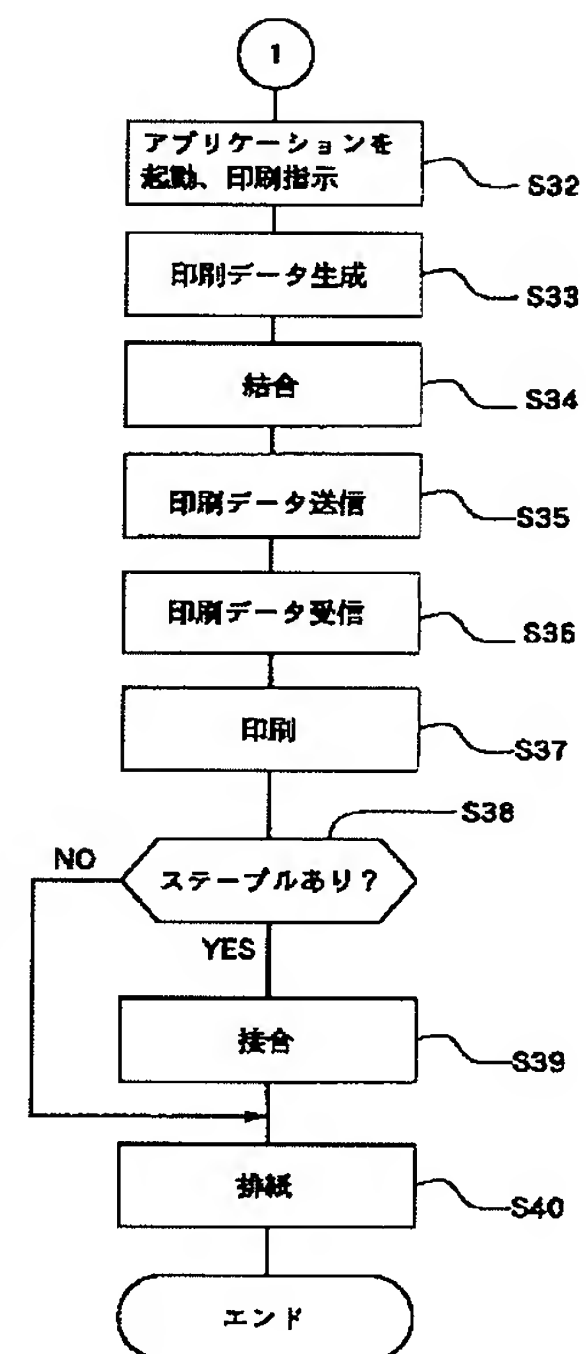 1
アプリケーションを
起動、印刷指示
S32
印刷データ生成
S33
結合
S34
印刷データ送信
S35
印刷データ受信
S36
印刷
S37
S38
NO
ステープルあり？
YES
接合
S39
排紙
S40
エンド